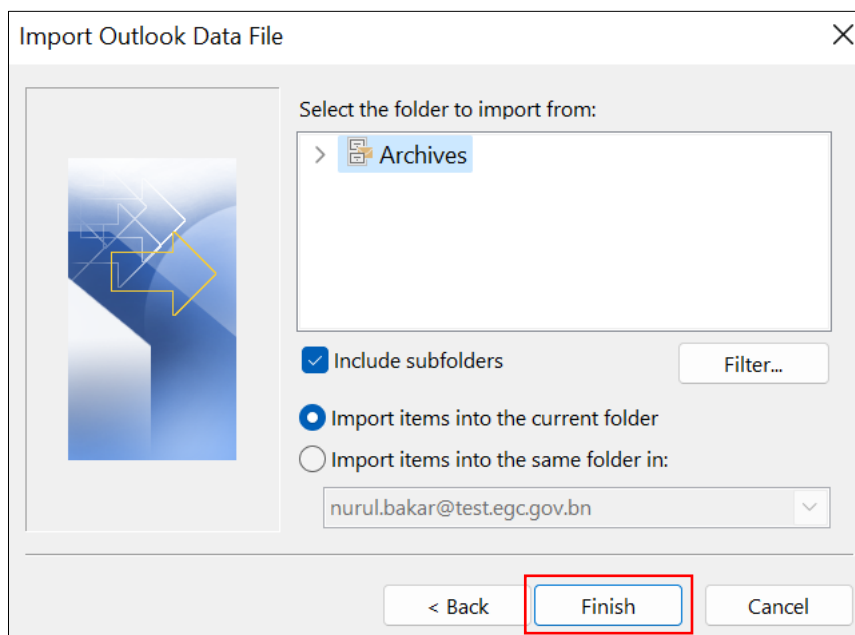 Import Outlook Data File
Select the folder to import from:
Archives
Include subfolders
Filter...
Import items into the current folder
Import items into the same folder in:
nurul.bakar@test.egc.gov.bn
< Back
Finish
Cancel